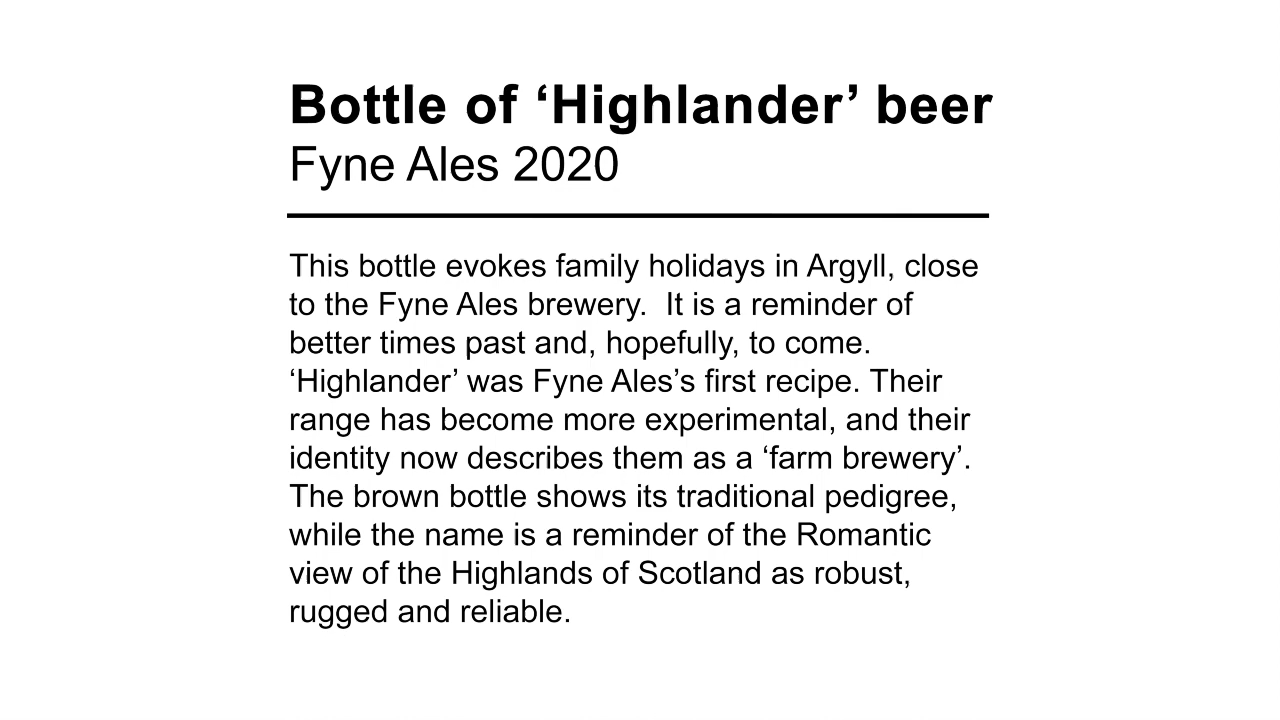 Bottle of ‘Highlander’ beer
Fyne Ales 2020
This bottle evokes family holidays in Argyll, close
to the Fyne Ales brewery.  It is a reminder of
better times past and, hopefully, to come.
‘Highlander’ was Fyne Ales’s first recipe. Their
range has become more experimental, and their
identity now describes them as a ‘farm brewery’.
The brown bottle shows its traditional pedigree,
while the name is a reminder of the Romantic
view of the Highlands of Scotland as robust,
rugged and reliable.